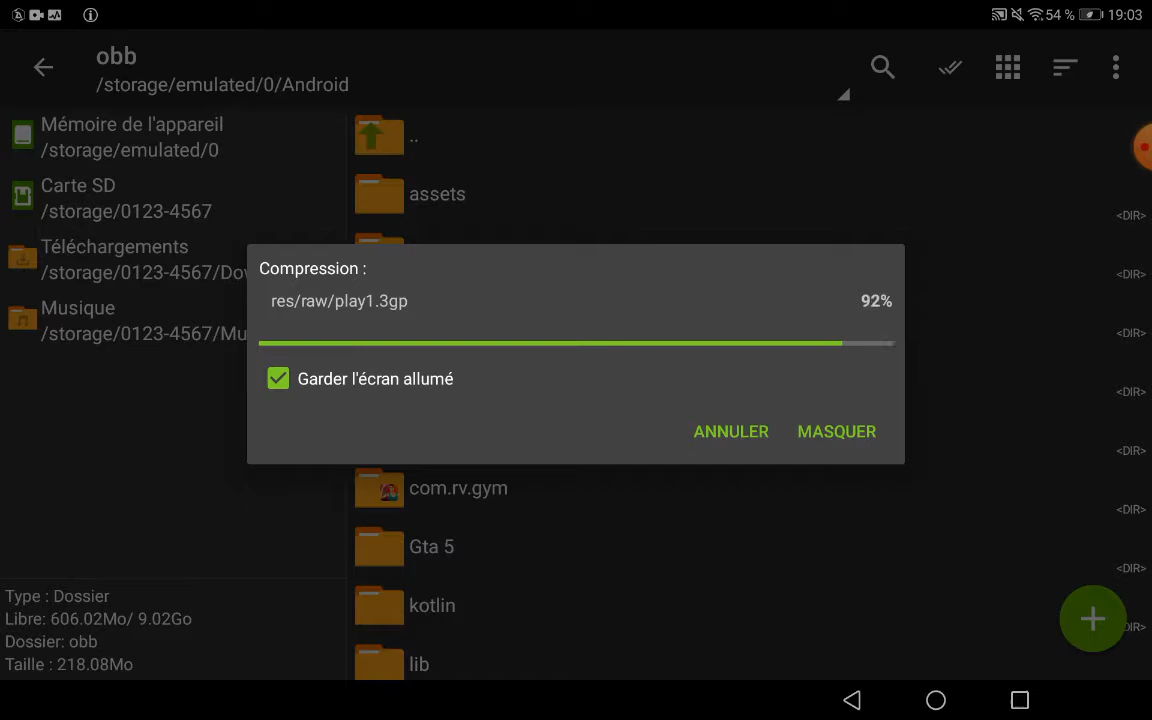 54 % 19:03
obb
/storage/emulated/0/Android
Mémoire de l'appareil
/storage/emulated/0
Carte SD
/storage/0123-4567
Téléchargements
/storage/0123-4567/Dow
Musique
/storage/0123-4567/Mu
..
assets
<DIR>
<DIR>
<DIR>
<DIR>
<DIR>
<DIR>
<DIR>
<DIR>
Compression :
res/raw/play1.3gp
92%
Garder l'écran allumé
ANNULER
MASQUER
com.rv.gym
Gta 5
kotlin
lib
Type : Dossier
Libre: 606.02Mo/ 9.02Go
Dossier: obb
Taille : 218.08Mo